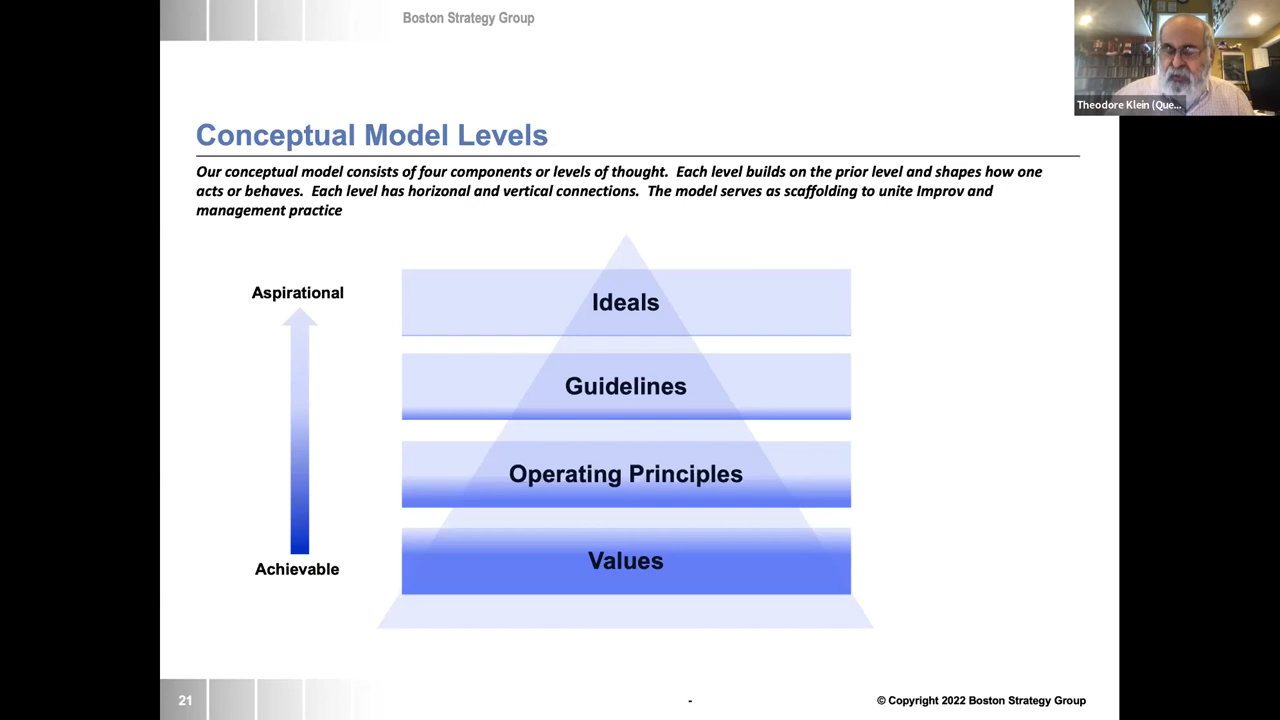 Boston Strategy Group
Theodore Klein (Que...
Conceptual Model Levels
Our conceptual model consists of four components or levels of thought. Each level builds on the prior level and shapes how one
acts or behaves. Each level has horizonal and vertical connections. The model serves as scaffolding to unite Improv and
management practice
Aspirational
Ideals
Guidelines
Operating Principles
Values
Achievable
21
-
© Copyright 2022 Boston Strategy Group